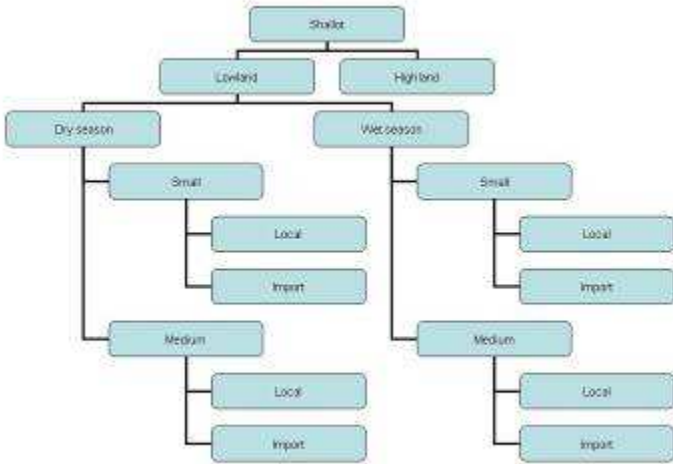 Shallot
Lowland
Highland
Dry season
Wet season
Small
Small
Local
Local
Import
Import
Medium
Medium
Local
Local
Import
Import